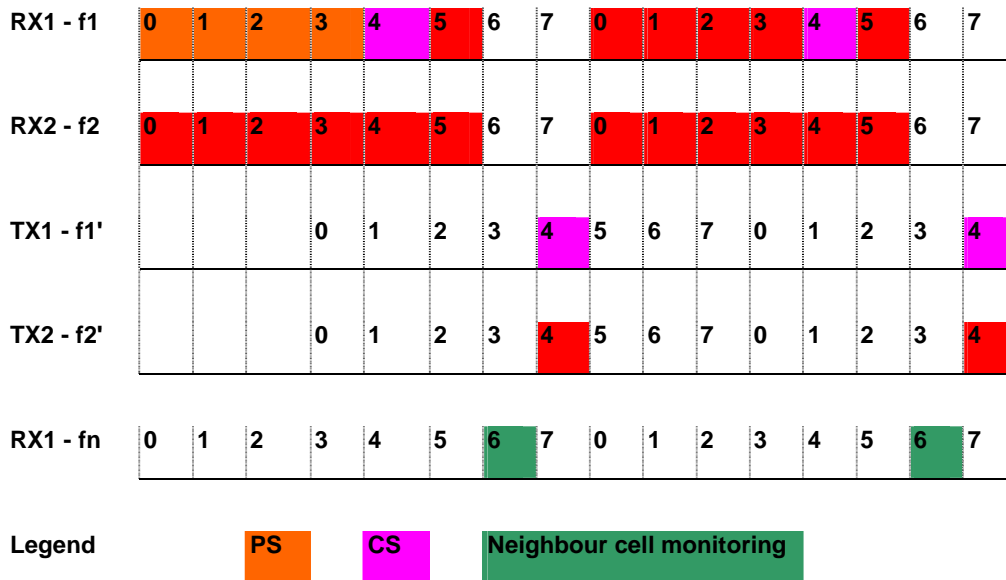 RX1 - f1 0 1 2 3 4 5 6 7 0 1 2 3 4 5 6 7
RX2 - f2 0 1 2 3 4 5 6 7 0 1 2 3 4 5 6 7
TX1 - f1' 0 1 2 3 4 5 6 7 0 1 2 3 4
TX2 - f2' 0 1 2 3 4 5 6 7 0 1 2 3 4
RX1 - fn 0 1 2 3 4 5 6 7 0 1 2 3 4 5 6 7
Legend PS CS Neighbour cell monitoring